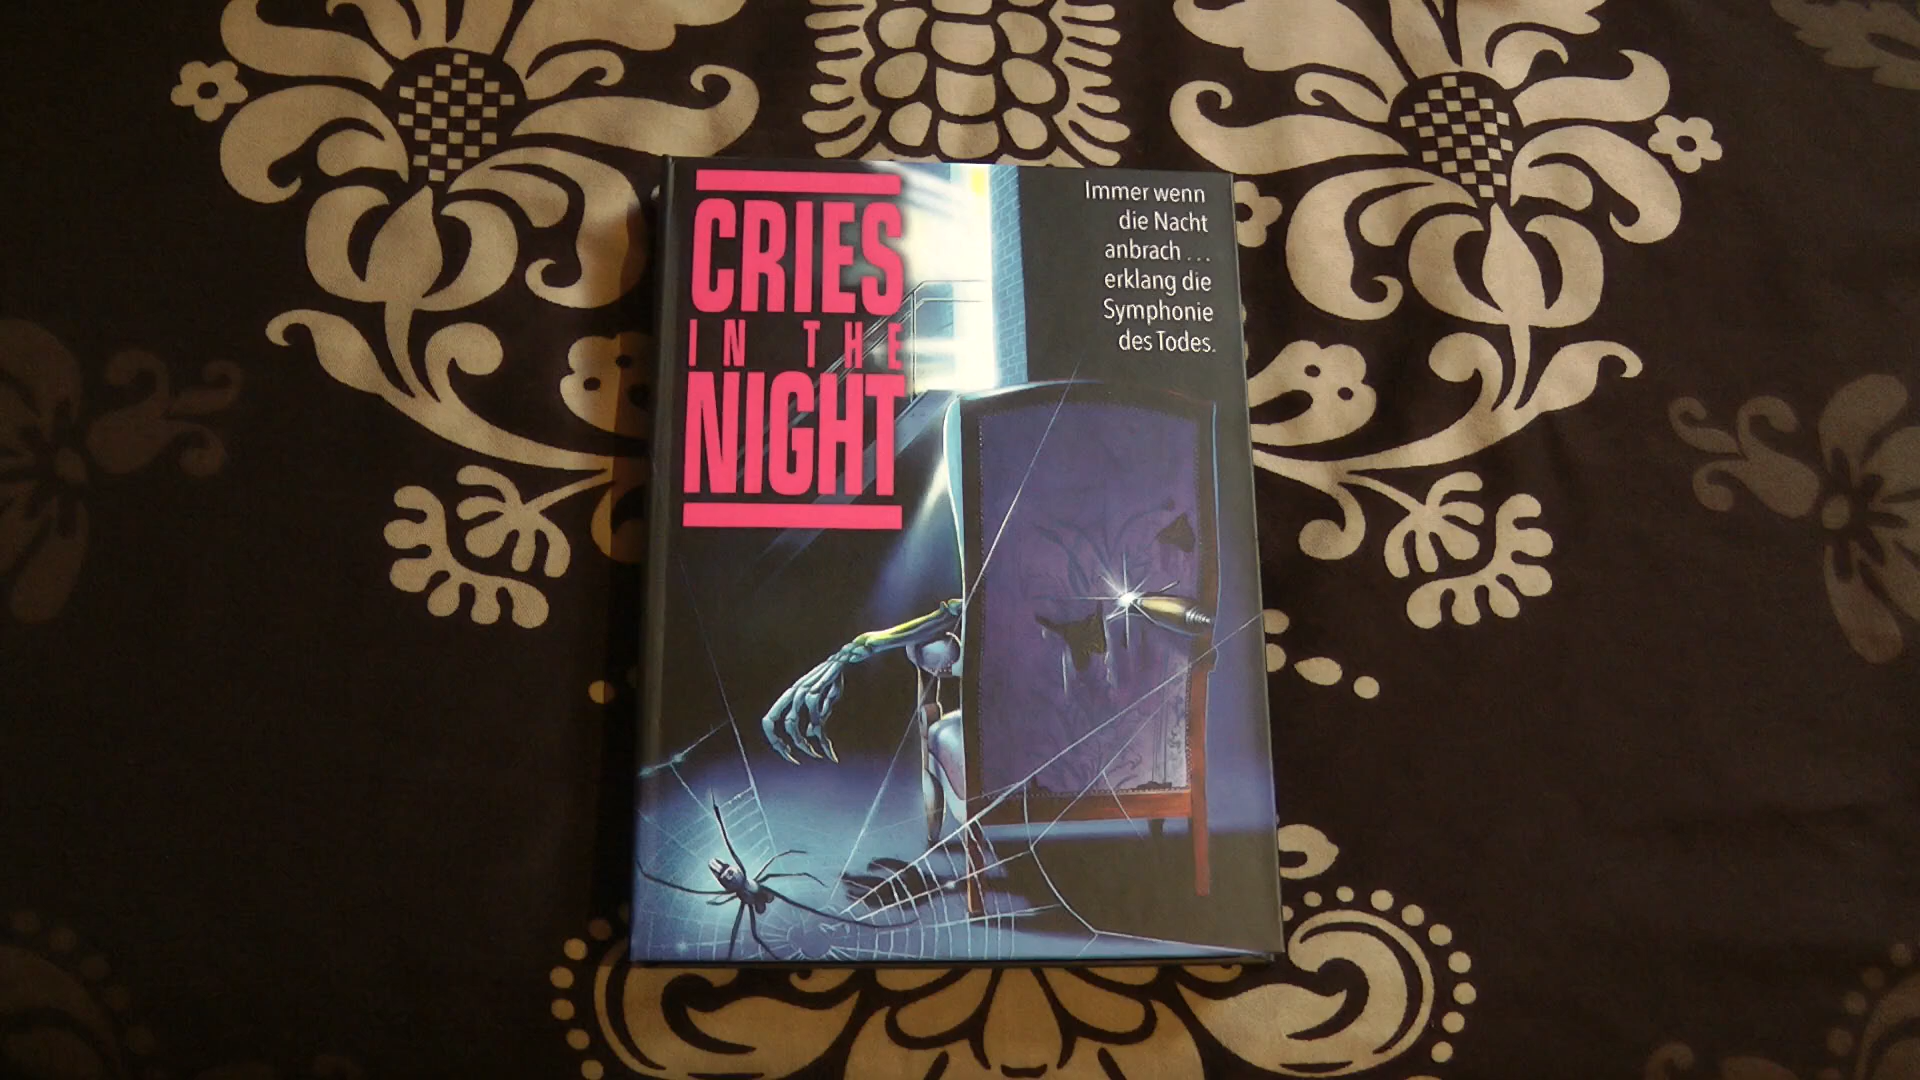 CRIES
IN THE
NIGHT
Immer wenn
die Nacht
anbrach ...
erklang die
Symphonie
des Todes.